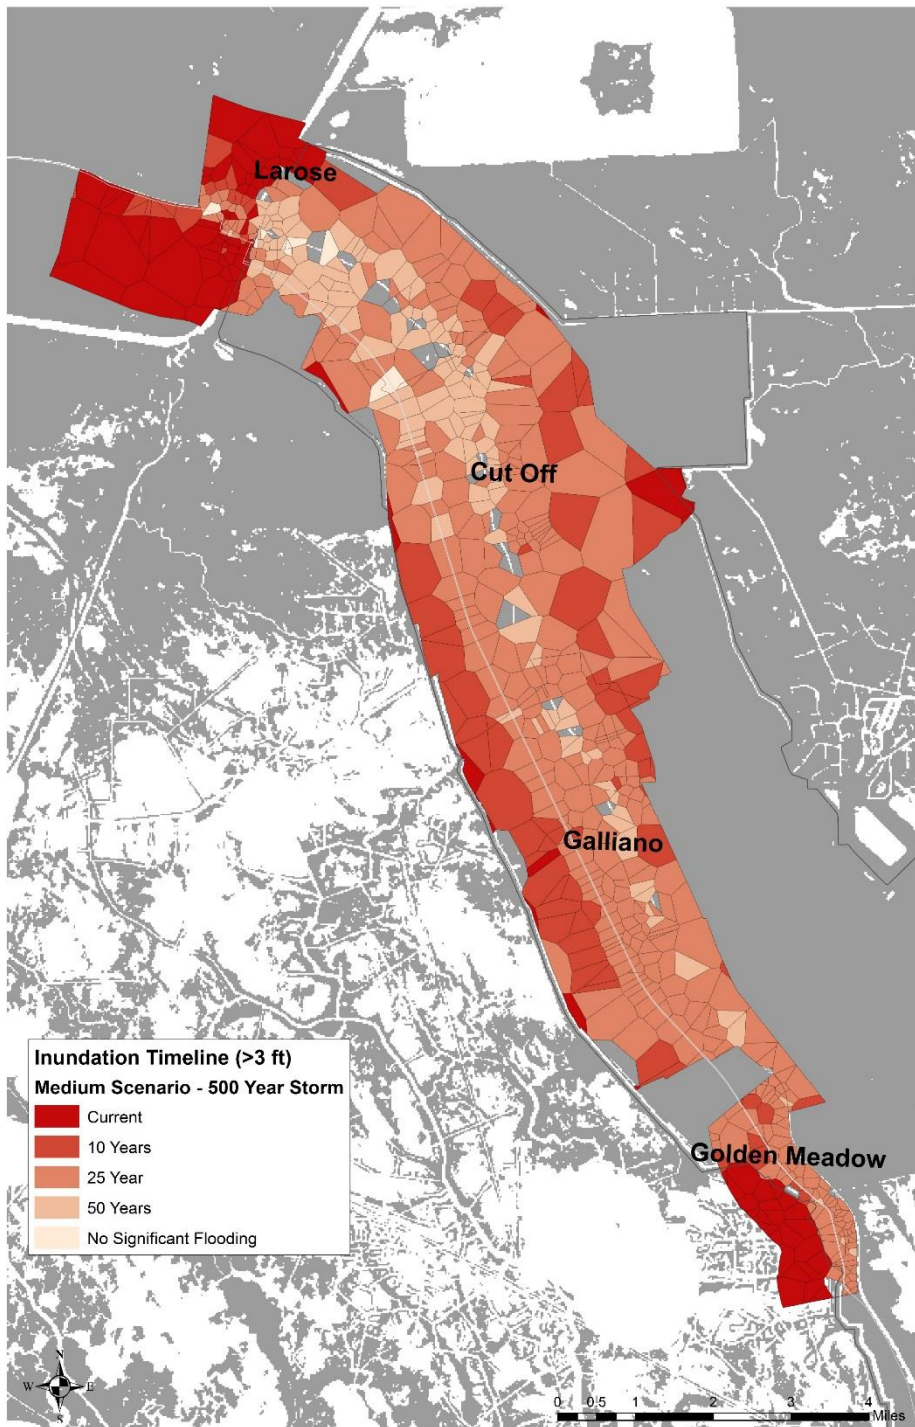 Larose
Cut Off
Galliano
Golden Meadow
Inundation Timeline (>3 ft)
Medium Scenario - 500 Year Storm
Current
10 Years
25 Year
50 Years
No Significant Flooding
N
W E
S
0 0.5 1 2 3 4
Miles